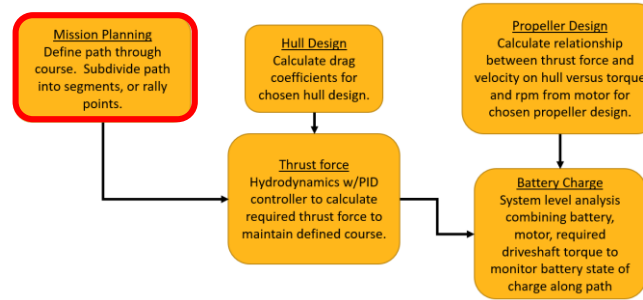 Mission Planning
Define path through
course. Subdivide path
into segments, or rally
points.
Hull Design
Calculate drag
coefficients for
chosen hull design.
Propeller Design
Calculate relationship
between thrust force and
velocity on hull versus torque
and rpm from motor for
chosen propeller design.
Thrust force
Hydrodynamics w/PID
controller to calculate
required thrust force to
maintain defined course.
Battery Charge
System level analysis
combining battery,
motor, required
driveshaft torque to
monitor battery state of
charge along path